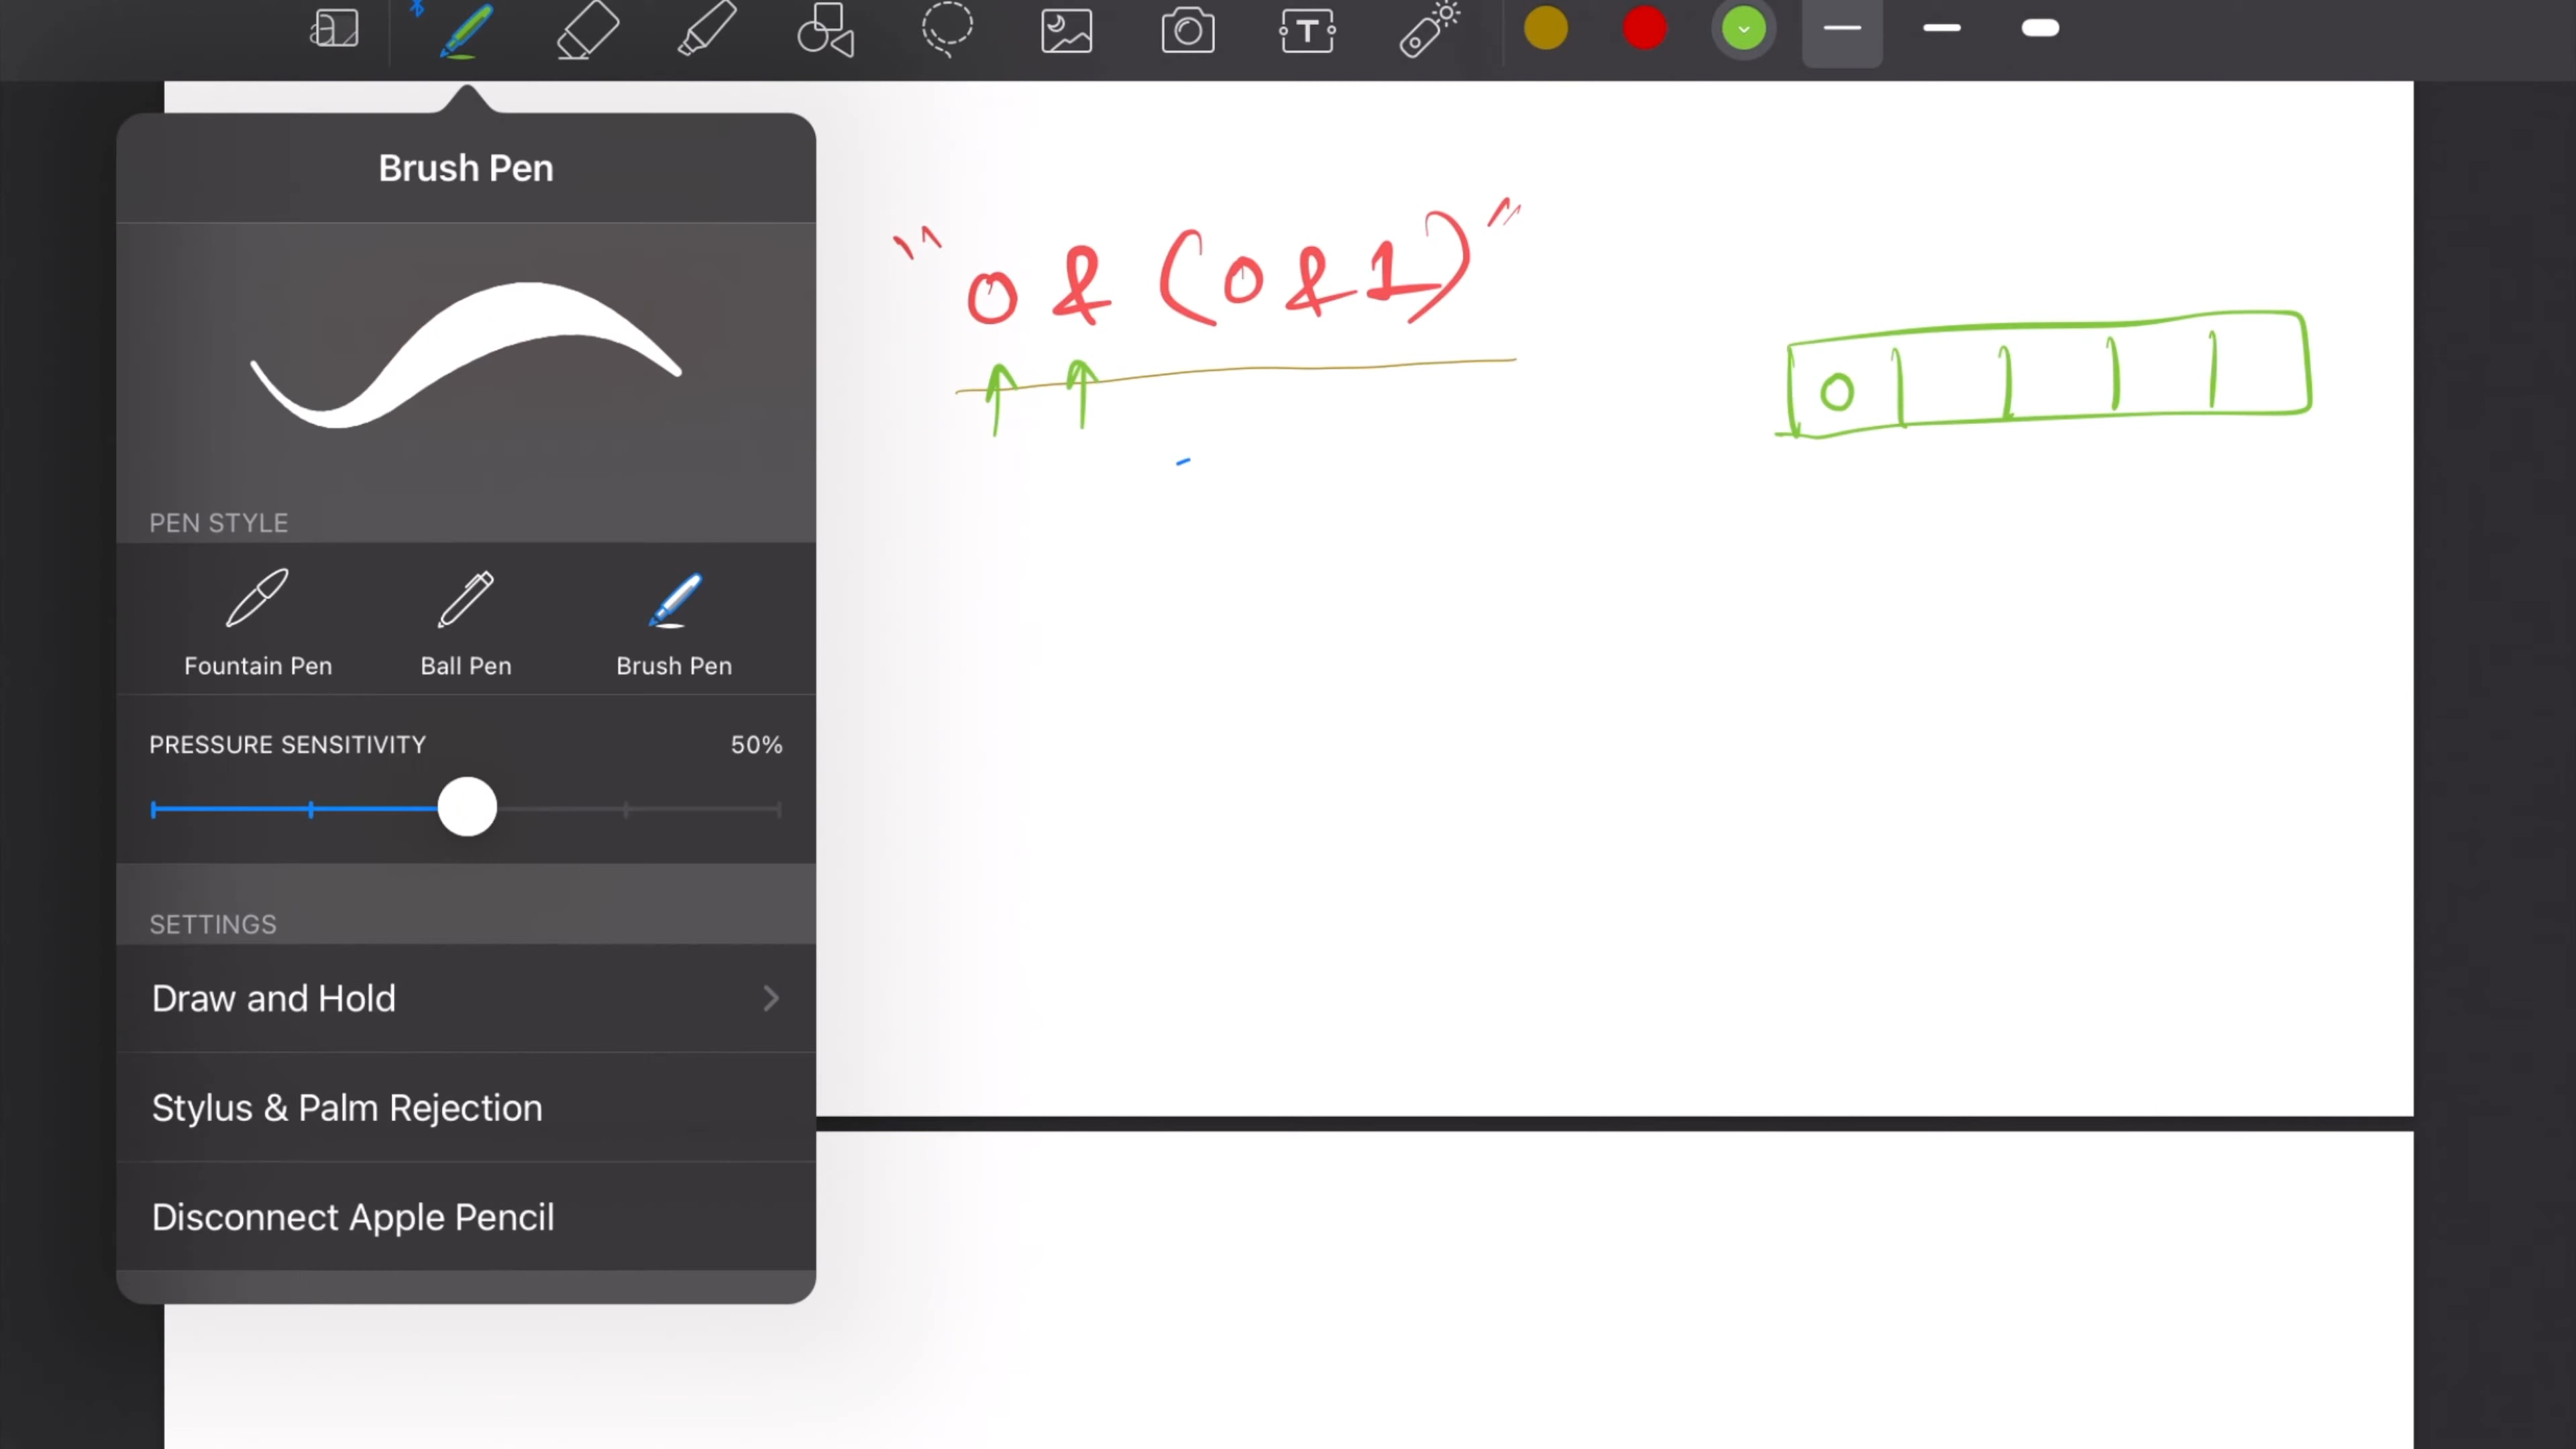 Brush Pen
"0 & (0 & 1)"
0
PEN STYLE
Fountain Pen
Ball Pen
Brush Pen
PRESSURE SENSITIVITY
50%
SETTINGS
Draw and Hold
Stylus & Palm Rejection
Disconnect Apple Pencil